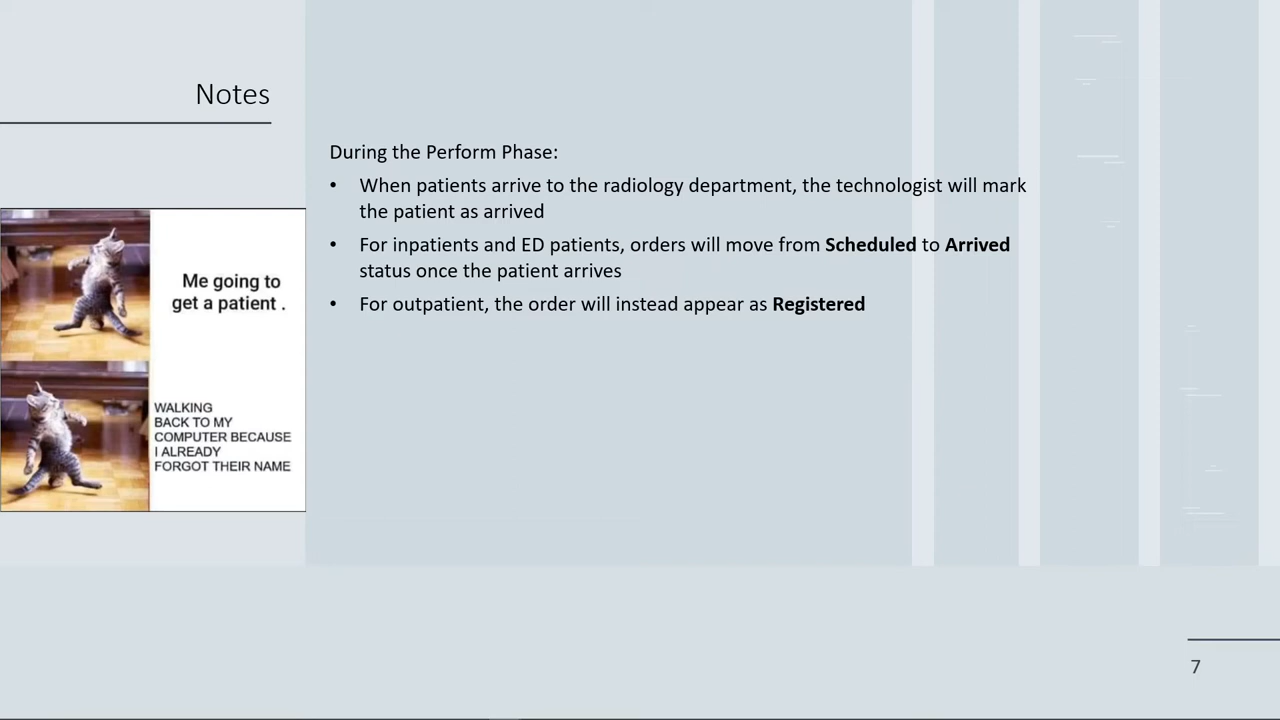 Notes
During the Perform Phase:
• When patients arrive to the radiology department, the technologist will mark
the patient as arrived
• For inpatients and ED patients, orders will move from Scheduled to Arrived
status once the patient arrives
• For outpatient, the order will instead appear as Registered
Me going to
get a patient .
WALKING
BACK TO MY
COMPUTER BECAUSE
I ALREADY
FORGOT THEIR NAME
7